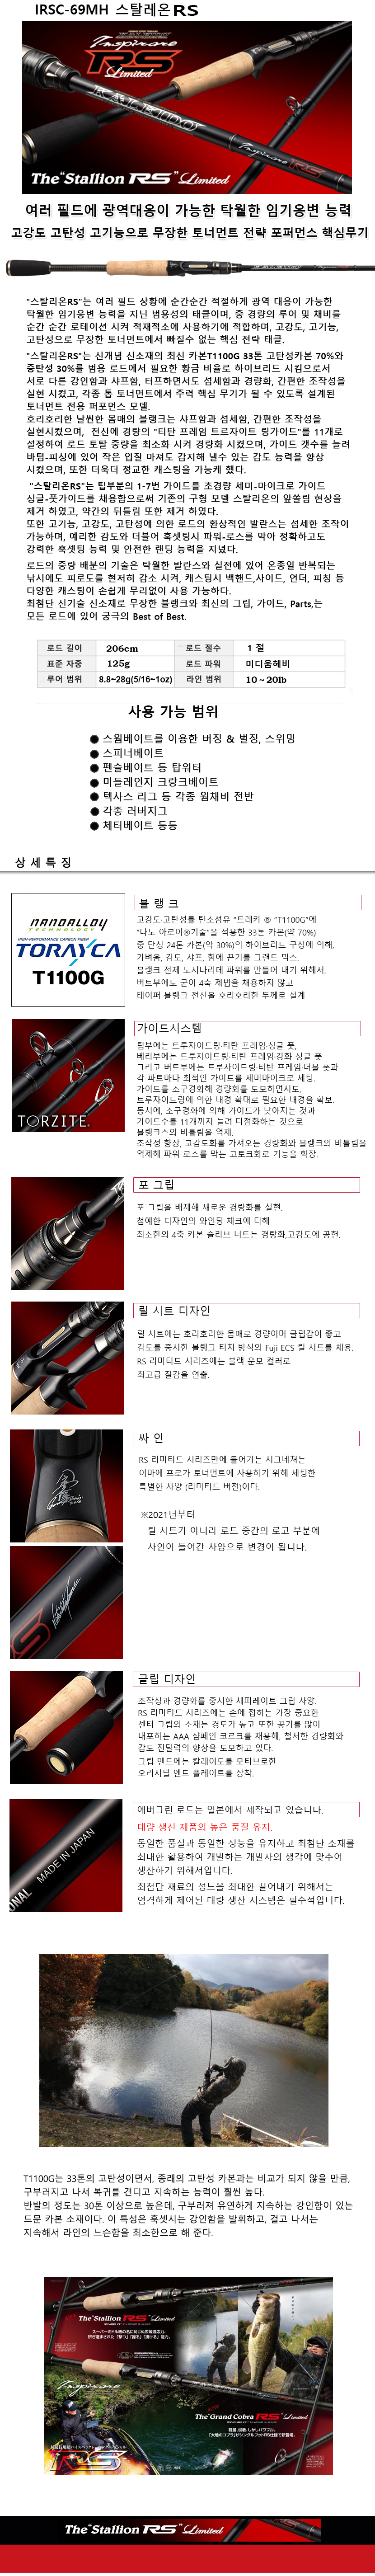 IRSC-69MH 스탈레온RS
Inspirare
RS
The "Stallion RS" Limited
여러 필드에 광역대응이 가능한 탁월한 임기응변 능력
고강도 고탄성 고기능으로 무장한 토너먼트 전략 포퍼먼스 핵심무기
"스탈리온RS"는 여러 필드 상황에 순간순간 적절하게 광역 대응이 가능한
탁월한 임기응변 능력을 지닌 범용성의 태클이며, 중 경량의 루어 및 채비를
순간 순간 로테이션 시켜 적재적소에 사용하기에 적합하며, 고강도, 고기능,
고탄성으로 무장한 토너먼트에서 빠질수 없는 핵심 전략 태클.
"스탈리온RS"는 신개념 신소재의 최신 카본T1100G 33톤 고탄성카본 70%와
중탄성 30%를 범용 로드에서 필요한 황금 비율로 하이브리드 시킴으로서
서로 다른 강인함과 샤프함, 터프하면서도 섬세함과 경량화, 간편한 조작성을
실현 시켰고, 각종 톱 토너먼트에서 주력 핵심 무기가 될 수 있도록 설계된
토너먼트 전용 퍼포먼스 모델.
호리호리한 날씬한 몸매의 블랭크는 샤프함과 섬세함, 간편한 조작성을
실현시켰으며, 전신에 경량의 "티탄 프레임 트르자이트 링가이드"를 11개로
설정하여 로드 토탈 중량을 최소화 시켜 경량화 시켰으며, 가이드 갯수를 늘려
바텀-피싱에 있어 작은 입질 마져도 감지해 낼수 있는 감도 능력을 향상
시켰으며, 또한 더욱더 정교한 캐스팅을 가능케 했다.
"스탈리온RS"는 팁부분의 1-7번 가이드를 초경량 세미-마이크로 가이드
싱글-풋가이드를 채용함으로써 기존의 구형 모델 스탈리온의 앞쏠림 현상을
제거 하였고, 약간의 뒤틀림 또한 제거 하였다.
또한 고기능, 고강도, 고탄성에 의한 로드의 환상적인 발란스는 섬세한 조작이
가능하며, 예리한 감도와 더블어 훅셋팅시 파워-로스를 막아 정확하고도
강력한 훅셋팅 능력 및 안전한 랜딩 능력을 지녔다.
로드의 중량 배분의 기술은 탁월한 발란스와 실전에 있어 온종일 반복되는
낚시에도 피로도를 현저히 감소 시켜, 캐스팅시 백핸드,사이드, 언더, 피칭 등
다양한 캐스팅이 손쉽게 무리없이 사용 가능하다.
최첨단 신기술 신소재로 무장한 블랭크와 최신의 그립, 가이드, Parts,는
모든 로드에 있어 궁극의 Best of Best.
로드 길이 206cm 로드 절수 1 절
표준 자중 125g 로드 파워 미디움헤비
루어 범위 8.8~28g(5/16~1oz) 라인 범위 10 ~ 20lb
사용 가능 범위
● 스윔베이트를 이용한 버징 & 벌징, 스위밍
● 스피너베이트
● 펜슬베이트 등 탑워터
● 미들레인지 크랑크베이트
● 텍사스 리그 등 각종 웜채비 전반
● 각종 러버지그
● 체터베이트 등등
상 세 특 징
NANOALLOY
TECHNOLOGY
HIGH-PERFORMANCE CARBON FIBER
TORAYCA
T1100G
블 랭 크
고강도·고탄성률 탄소섬유 "트레카 ® "T1100G"에
"나노 아로이®기술"을 적용한 33톤 카본(약 70%)
중 탄성 24톤 카본(약 30%)의 하이브리드 구성에 의해,
가벼움, 감도, 샤프, 힘에 끈기를 그랜드 믹스.
블랭크 전체 노시나리데 파워를 만들어 내기 위해서,
버트부에도 굳이 4축 제법을 채용하지 않고
테이퍼 블랭크 전신을 호리호리한 두께로 설계
TORZITE
가이드시스템
팁부에는 트루자이드링·티탄 프레임·싱글 풋,
베리부에는 트루자이드링·티탄 프레임·강화 싱글 풋
그리고 버트부에는 트루자이드링·티탄 프레임·더블 풋과
각 파트마다 최적인 가이드를 세미마이크로 세팅.
가이드를 소구경화해 경량화를 도모하면서도,
트루자이드링에 의한 내경 확대로 필요한 내경을 확보.
동시에, 소구경화에 의해 가이드가 낮아지는 것과
가이드수를 11개까지 늘려 다점화하는 것으로
블랭크스의 비틀림을 억제.
조작성 향상, 고감도화를 가져오는 경량화와 블랭크의 비틀림을
억제해 파워 로스를 막는 고토크화로 기능을 확장.
포 그립
포 그립을 배제해 새로운 경량화를 실현.
첨예한 디자인의 와인딩 체크에 더해
최소한의 4축 카본 슬리브 너트는 경량화,고감도에 공헌.
릴 시트 디자인
릴 시트에는 호리호리한 몸매로 경량이며 글립감이 좋고
감도를 중시한 블랭크 터치 방식의 Fuji ECS 릴 시트를 채용.
RS 리미티드 시리즈에는 블랙 운모 컬러로
최고급 질감을 연출.
싸 인
RS 리미티드 시리즈만에 들어가는 시그네쳐는
이마에 프로가 토너먼트에 사용하기 위해 세팅한
특별한 사양 (리미티드 버전)이다.
※2021년부터
릴 시트가 아니라 로드 중간의 로고 부분에
사인이 들어간 사양으로 변경이 됩니다.
글립 디자인
조작성과 경량화를 중시한 세퍼레이트 그립 사양.
RS 리미티드 시리즈에는 손에 접히는 가장 중요한
센터 그립의 소재는 경도가 높고 또한 공기를 많이
내포하는 AAA 샴페인 코르크를 채용해, 철저한 경량화와
감도 전달력의 향상을 도모하고 있다.
그립 엔드에는 칼레이도를 모티브로한
오리지널 엔드 플레이트를 장착.
MADE IN JAPAN
에버그린 로드는 일본에서 제작되고 있습니다.
대량 생산 제품의 높은 품질 유지.
동일한 품질과 동일한 성능을 유지하고 최첨단 소재를
최대한 활용하여 개발하는 개발자의 생각에 맞추어
생산하기 위해서입니다.
최첨단 재료의 성느을 최대한 끌어내기 위해서는
엄격하게 제어된 대량 생산 시스템은 필수적입니다.
T1100G는 33톤의 고탄성이면서, 종래의 고탄성 카본과는 비교가 되지 않을 만큼,
구부러지고 나서 복귀를 견디고 지속하는 능력이 훨씬 높다.
반발의 정도는 30톤 이상으로 높은데, 구부러져 유연하게 지속하는 강인함이 있는
드문 카본 소재이다. 이 특성은 훅셋시는 강인함을 발휘하고, 걸고 나서는
지속해서 라인의 느슨함을 최소한으로 해 준다.
The "Stallion RS" Limited
Inspirare
The "Grand Cobra RS" Limited
RS
The "Stallion RS" Limited